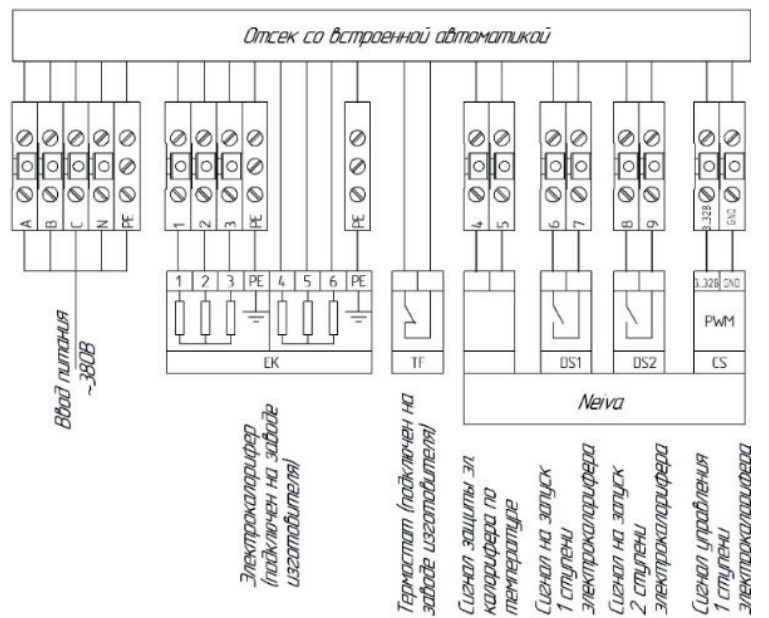 Отсек со встроенной автоматикой
A B C N PE
1 2 3 PE
PE
4 5
6 7
8 9
3..32В GND
1 2 3 PE 4 5 6 PE
3..32В GND
PWM
EK
TF
DS1
DS2
CS
Neiva
Ввод питания
~380В
Электрокалорифер
(подключен на заводе
изготовителя)
Термостат (подключен на
заводе изготовителя)
Сигнал защиты эл.
калорифера по
температуре
Сигнал на запуск
1 ступени
электрокалорифера
Сигнал на запуск
2 ступени
электрокалорифера
Сигнал управления
1 ступени
электрокалорифера